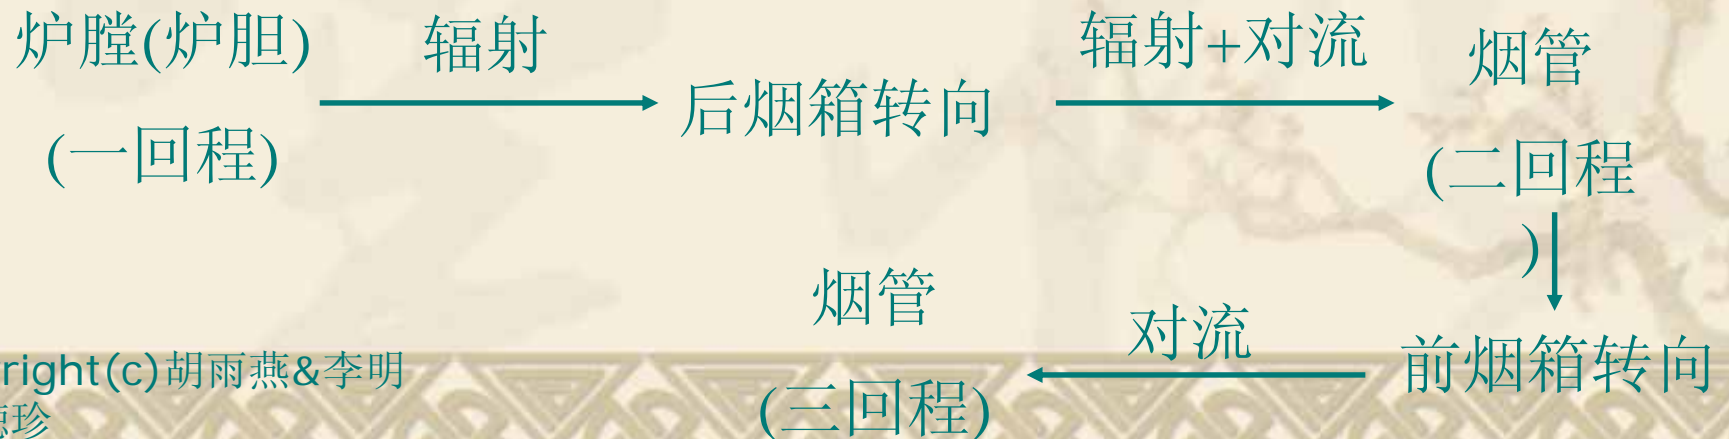 炉膛(炉胆)
(一回程)
辐射
后烟箱转向
辐射+对流
烟管
(二回程
)
前烟箱转向
对流
烟管
(三回程)
right(c)胡雨燕&李明
珍